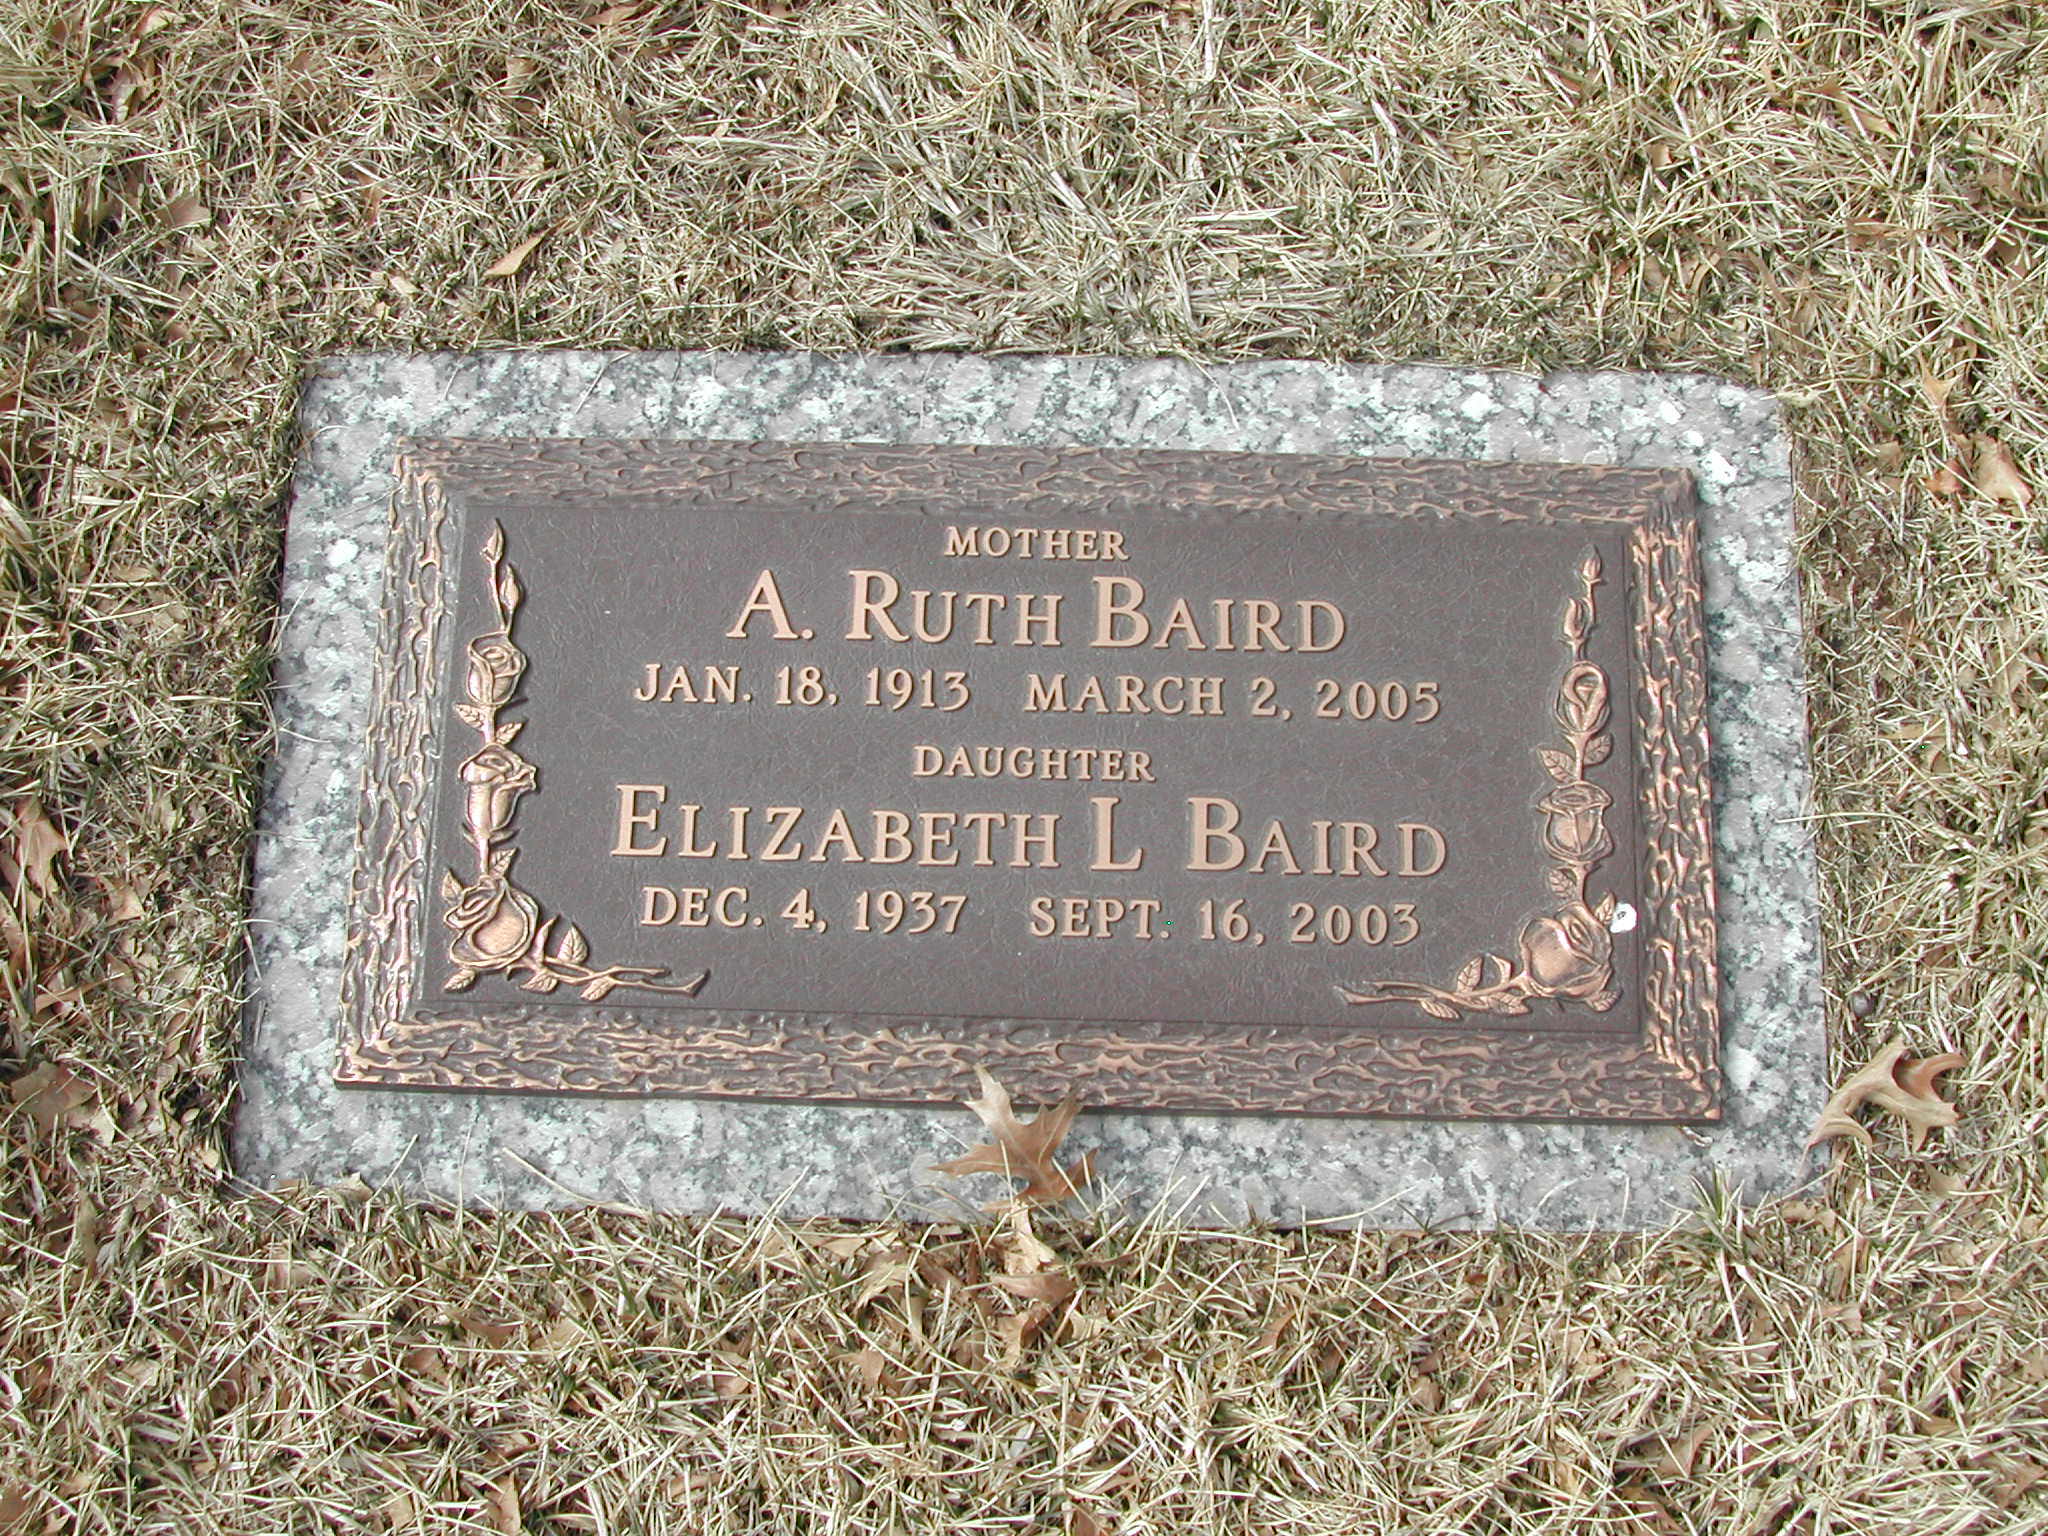 MOTHER
A. RUTH BAIRD
JAN. 18, 1913 MARCH 2, 2005
DAUGHTER
ELIZABETH L BAIRD
DEC. 4, 1937 SEPT. 16, 2003